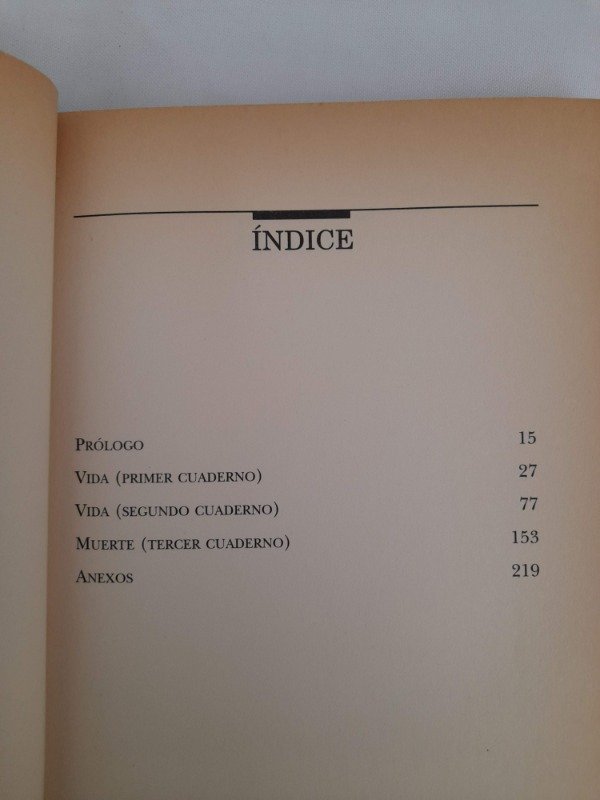 ÍNDICE
PRÓLOGO 15
VIDA (PRIMER CUADERNO) 27
VIDA (SEGUNDO CUADERNO) 77
MUERTE (TERCER CUADERNO) 153
ANEXOS 219